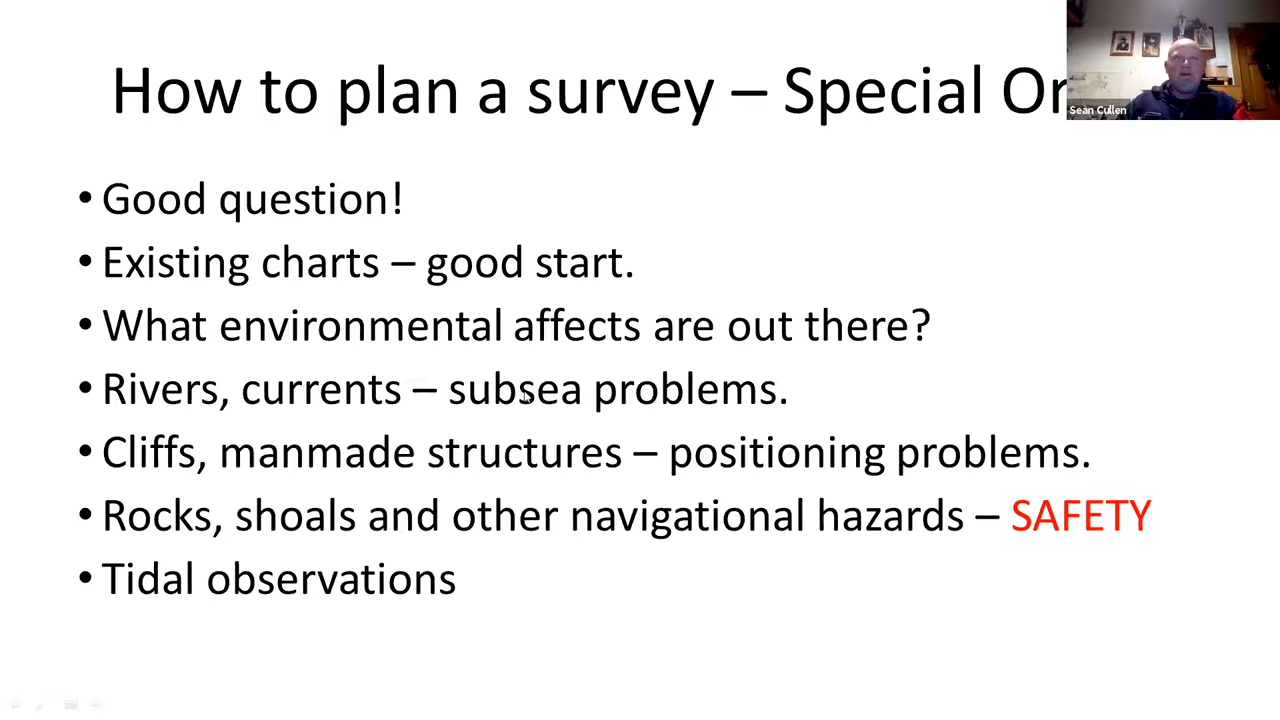 How to plan a survey – Special Or
Sean Cullen
• Good question!
• Existing charts – good start.
• What environmental affects are out there?
• Rivers, currents – subsea problems.
• Cliffs, manmade structures – positioning problems.
• Rocks, shoals and other navigational hazards – SAFETY
• Tidal observations